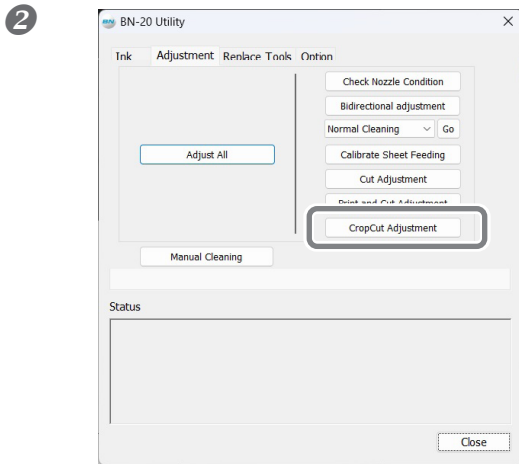 2
BN-20 Utility
Ink Adjustment Replace Tools Option
Check Nozzle Condition
Bidirectional adjustment
Normal Cleaning Go
Adjust All
Calibrate Sheet Feeding
Cut Adjustment
Print and Cut Adjustment
CropCut Adjustment
Manual Cleaning
Status
Close